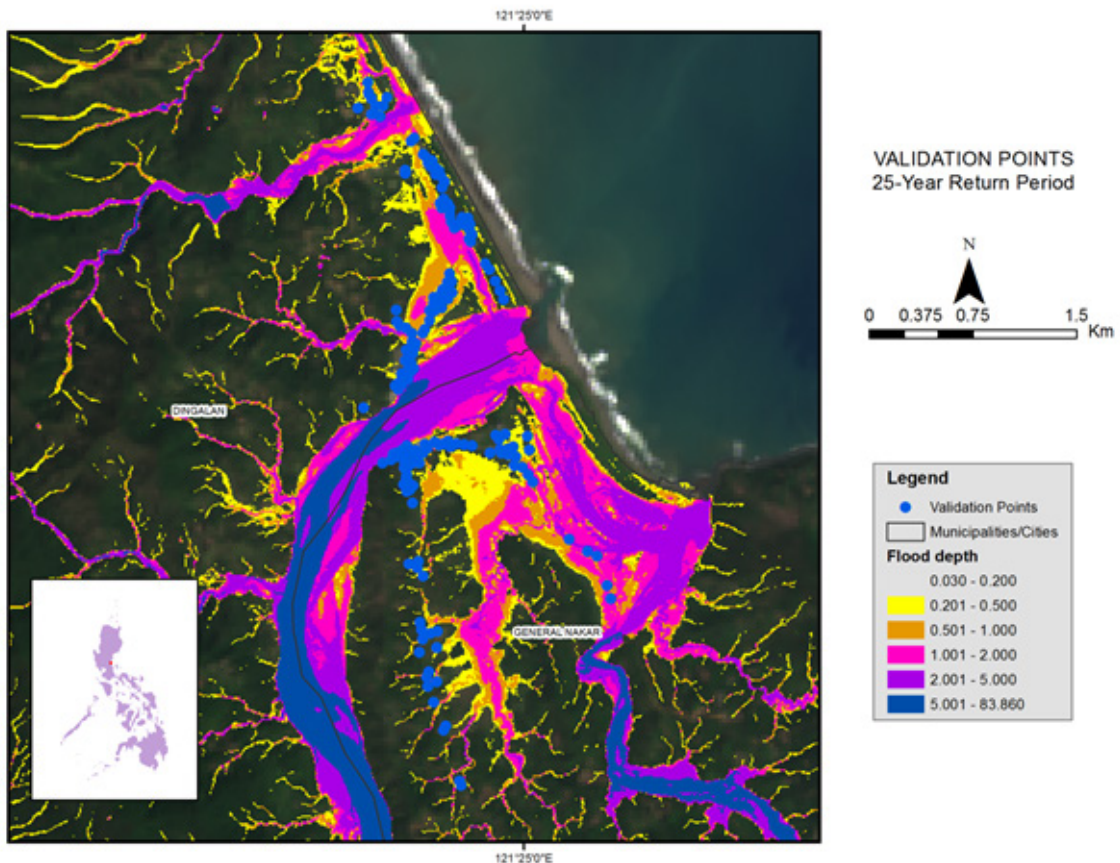 121°25'0"E
VALIDATION POINTS
25-Year Return Period
N
0 0.375 0.75 1.5
Km
DINGALAN
GENERAL NAKAR
Legend
Validation Points
Municipalities/Cities
Flood depth
0.030 - 0.200
0.201 - 0.500
0.501 - 1.000
1.001 - 2.000
2.001 - 5.000
5.001 - 83.860
121°25'0"E